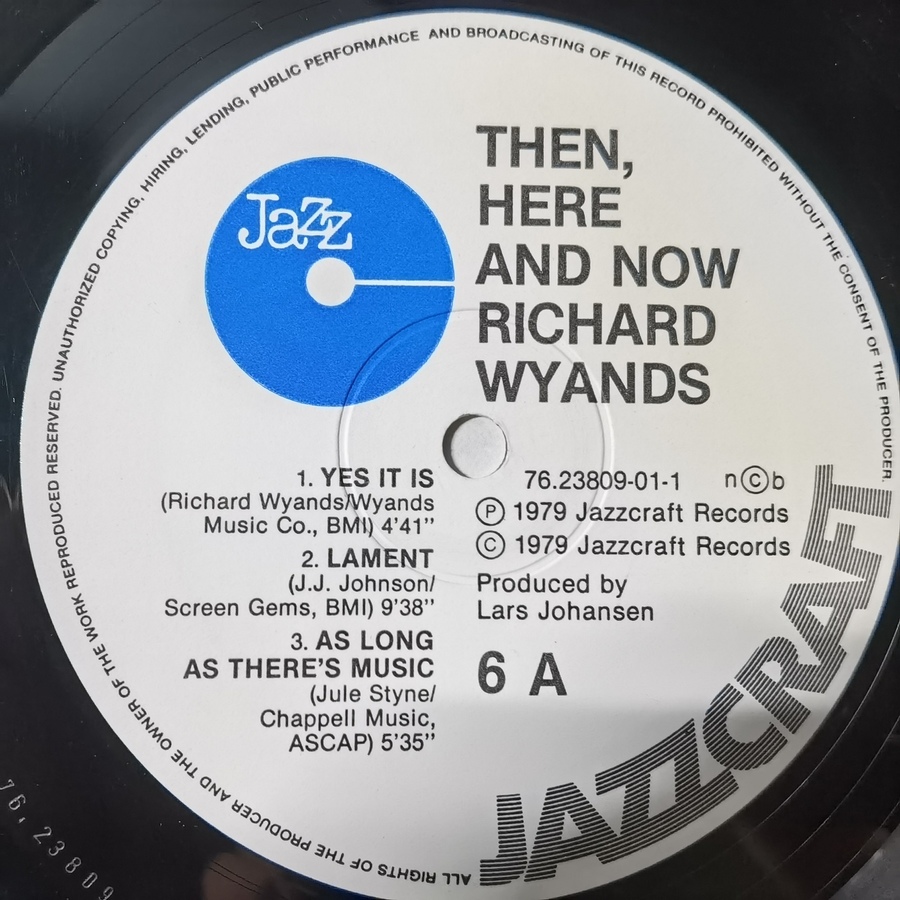 ALL RIGHTS OF THE PRODUCER AND THE OWNER OF THE WORK REPRODUCED RESERVED. UNAUTHORIZED COPYING, HIRING, LENDING, PUBLIC PERFORMANCE AND BROADCASTING OF THIS RECORD PROHIBITED WITHOUT THE CONSENT OF THE PRODUCER.
Jazz
THEN,
HERE
AND NOW
RICHARD
WYANDS
1. YES IT IS
(Richard Wyands/Wyands
Music Co., BMI) 4'41''
2. LAMENT
(J.J. Johnson/
Screen Gems, BMI) 9'38''
3. AS LONG
AS THERE'S MUSIC
(Jule Styne/
Chappell Music,
ASCAP) 5'35''
76.23809-01-1 n©b
Ⓟ 1979 Jazzcraft Records
© 1979 Jazzcraft Records
Produced by
Lars Johansen
6 A
JAZZCRAFT
76.23809